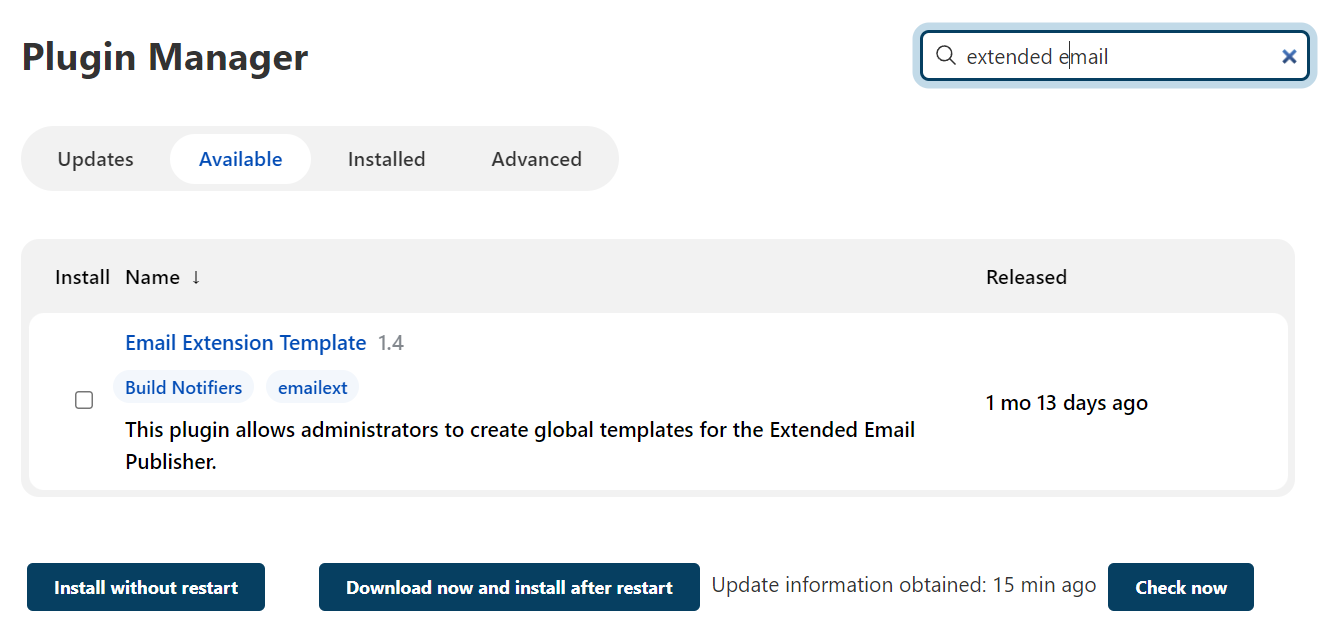 Plugin Manager
extended email
Updates Available Installed Advanced
Install Name ↓ Released
Email Extension Template 1.4
Build Notifiers emailext
1 mo 13 days ago
This plugin allows administrators to create global templates for the Extended Email
Publisher.
Install without restart Download now and install after restart Update information obtained: 15 min ago Check now